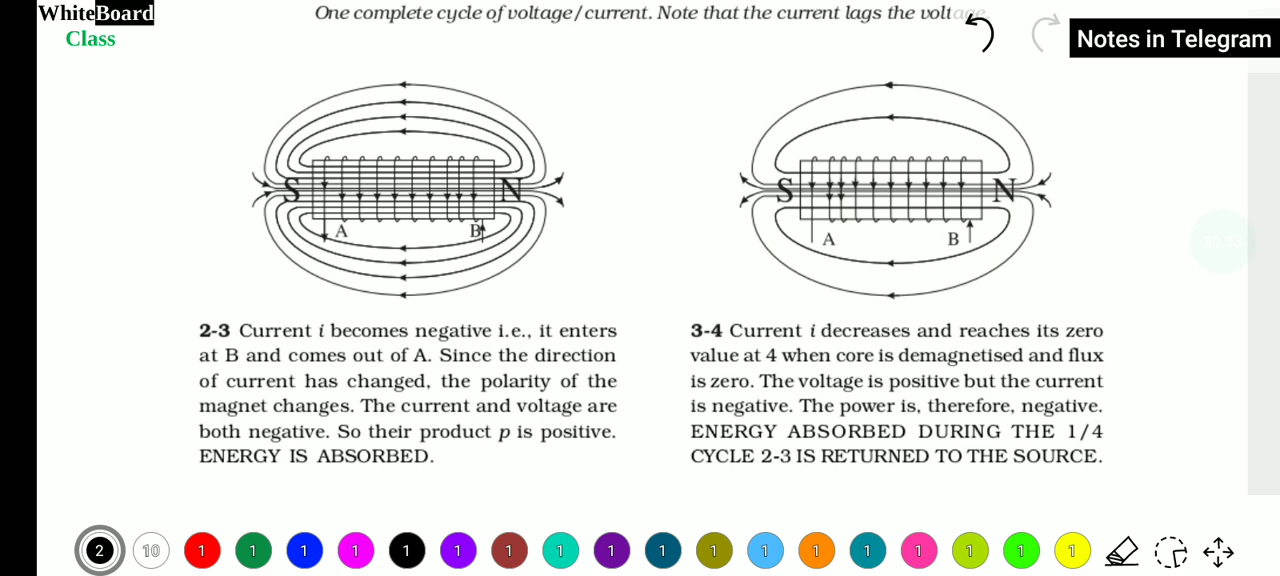 WhiteBoard
Class
One complete cycle of voltage/current. Note that the current lags the voltage.
Notes in Telegram
S N
A B
S N
A B
2-3 Current i becomes negative i.e., it enters
at B and comes out of A. Since the direction
of current has changed, the polarity of the
magnet changes. The current and voltage are
both negative. So their product p is positive.
ENERGY IS ABSORBED.
3-4 Current i decreases and reaches its zero
value at 4 when core is demagnetised and flux
is zero. The voltage is positive but the current
is negative. The power is, therefore, negative.
ENERGY ABSORBED DURING THE 1/4
CYCLE 2-3 IS RETURNED TO THE SOURCE.
2 10 1 1 1 1 1 1 1 1 1 1 1 1 1 1 1 1 1 1